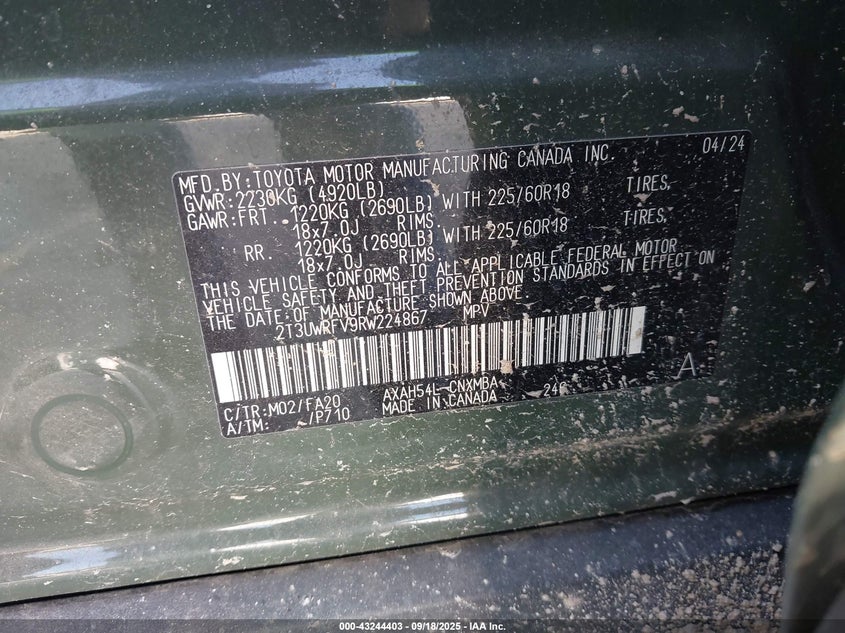 MFD.BY:TOYOTA MOTOR MANUFACTURING CANADA INC. 04/24
GVWR:2230KG (4920LB)
GAWR:FRT. 1220KG (2690LB) WITH 225/60R18 TIRES,
18x7.0J RIMS
RR. 1220KG (2690LB) WITH 225/60R18 TIRES,
18x7.0J RIMS
THIS VEHICLE CONFORMS TO ALL APPLICABLE FEDERAL MOTOR
VEHICLE SAFETY AND THEFT PREVENTION STANDARDS IN EFFECT ON
THE DATE OF MANUFACTURE SHOWN ABOVE.
2T3UWRFV9RW224867 MPV
C/TR:M02/FA20 AXAH54L-CNXMBA A
A/TM: /P710 MADE IN CANADA
000-43244403 - 09/18/2025 - IAA Inc.